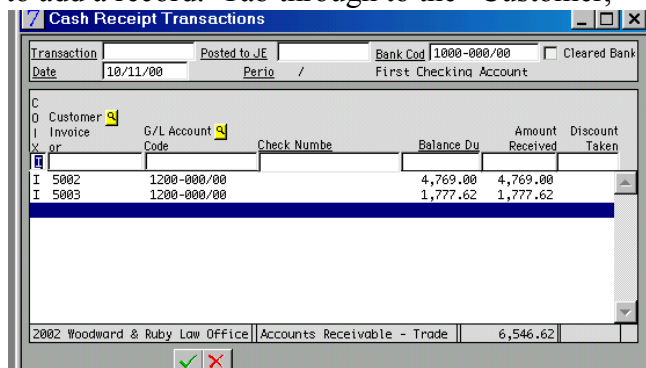 to add a record. Tab through to the "Customer,
7 Cash Receipt Transactions
Transaction Posted to JE Bank Cod 1000-000/00 Cleared Bank
Date 10/11/00 Perio / First Checking Account
C
O Customer
I Invoice G/L Account Amount Discount
X or Code Check Numbe Balance Du Received Taken
I
I 5002 1200-000/00 4,769.00 4,769.00
I 5003 1200-000/00 1,777.62 1,777.62
2002 Woodward & Ruby Law Office Accounts Receivable - Trade 6,546.62